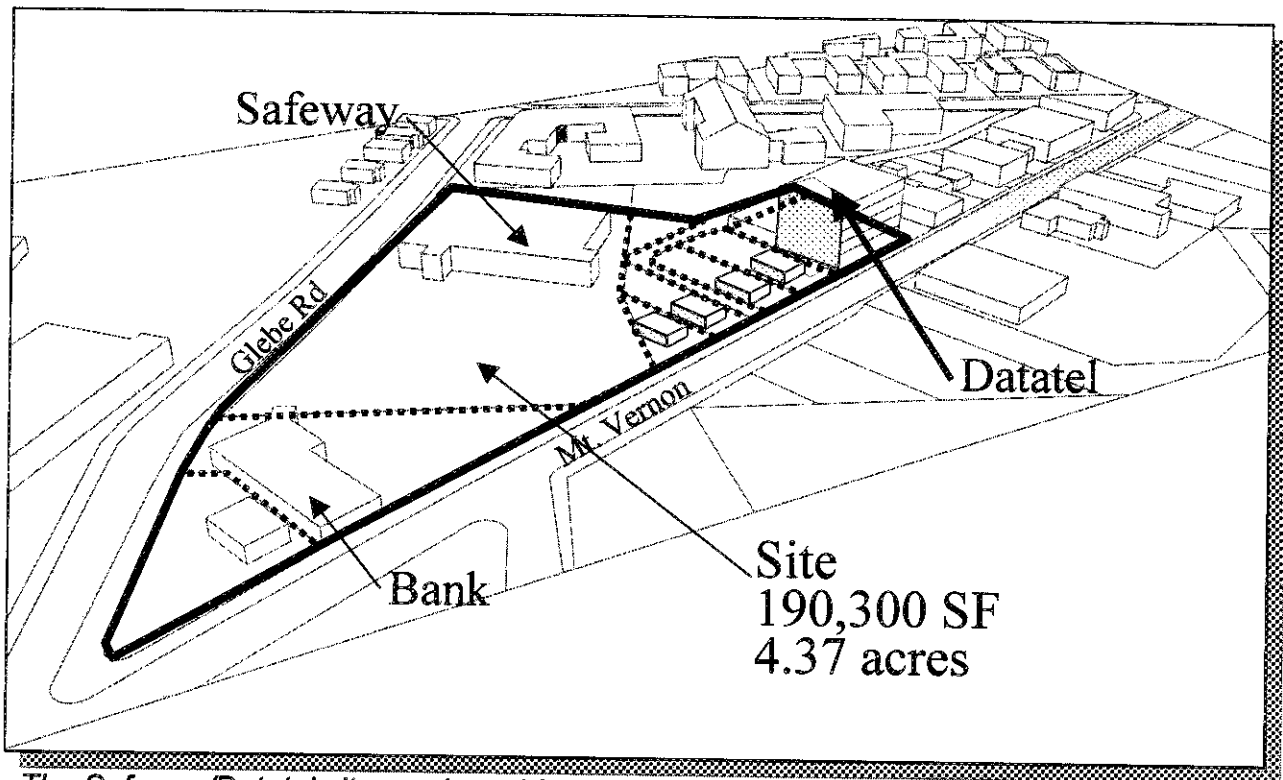 Safeway
Glebe Rd
Datatel
Mt. Vernon
Site
190,300 SF
4.37 acres
Bank